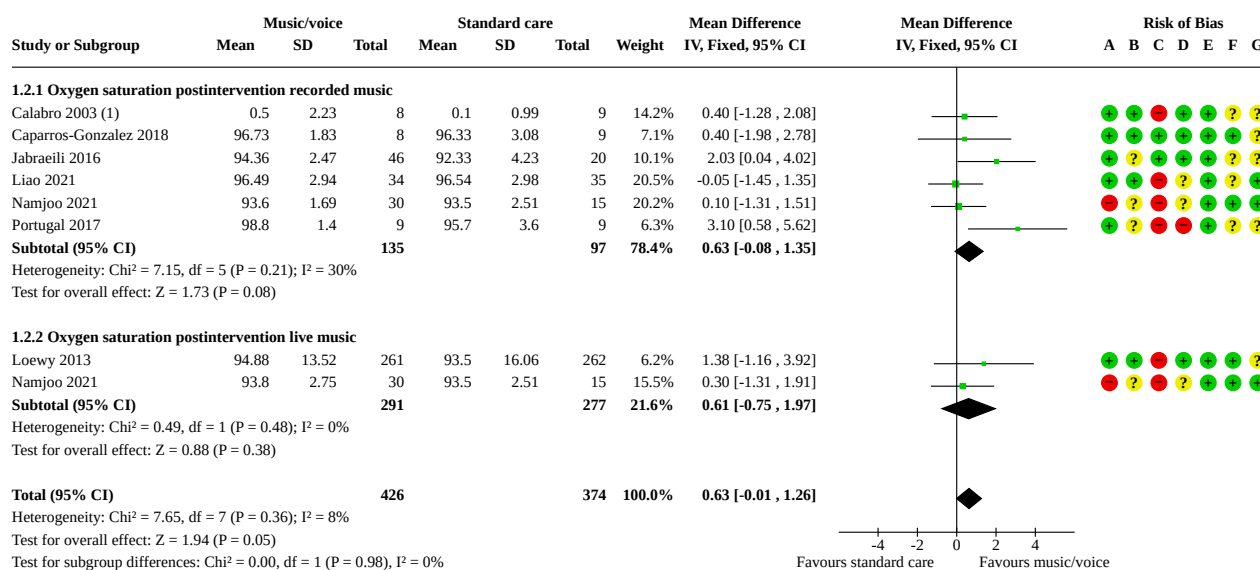 Music/voice Standard care Mean Difference Mean Difference Risk of Bias
Study or Subgroup Mean SD Total Mean SD Total Weight IV, Fixed, 95% CI IV, Fixed, 95% CI A B C D E F G
1.2.1 Oxygen saturation postintervention recorded music
Calabro 2003 (1) 0.5 2.23 8 0.1 0.99 9 14.2% 0.40 [-1.28 , 2.08] + + − + + ? ?
Caparros-Gonzalez 2018 96.73 1.83 8 96.33 3.08 9 7.1% 0.40 [-1.98 , 2.78] + + + + + + ?
Jabraeili 2016 94.36 2.47 46 92.33 4.23 20 10.1% 2.03 [0.04 , 4.02] + ? + + + ? ?
Liao 2021 96.49 2.94 34 96.54 2.98 35 20.5% -0.05 [-1.45 , 1.35] + + − ? + ? +
Namjoo 2021 93.6 1.69 30 93.5 2.51 15 20.2% 0.10 [-1.31 , 1.51] − ? − ? + + +
Portugal 2017 98.8 1.4 9 95.7 3.6 9 6.3% 3.10 [0.58 , 5.62] + ? − − + ? ?
Subtotal (95% CI) 135 97 78.4% 0.63 [-0.08 , 1.35]
Heterogeneity: Chi² = 7.15, df = 5 (P = 0.21); I² = 30%
Test for overall effect: Z = 1.73 (P = 0.08)
1.2.2 Oxygen saturation postintervention live music
Loewy 2013 94.88 13.52 261 93.5 16.06 262 6.2% 1.38 [-1.16 , 3.92] + + − + + + ?
Namjoo 2021 93.8 2.75 30 93.5 2.51 15 15.5% 0.30 [-1.31 , 1.91] − ? − ? + + +
Subtotal (95% CI) 291 277 21.6% 0.61 [-0.75 , 1.97]
Heterogeneity: Chi² = 0.49, df = 1 (P = 0.48); I² = 0%
Test for overall effect: Z = 0.88 (P = 0.38)
Total (95% CI) 426 374 100.0% 0.63 [-0.01 , 1.26]
Heterogeneity: Chi² = 7.65, df = 7 (P = 0.36); I² = 8%
Test for overall effect: Z = 1.94 (P = 0.05)
-4 -2 0 2 4
Test for subgroup differences: Chi² = 0.00, df = 1 (P = 0.98), I² = 0% Favours standard care Favours music/voice